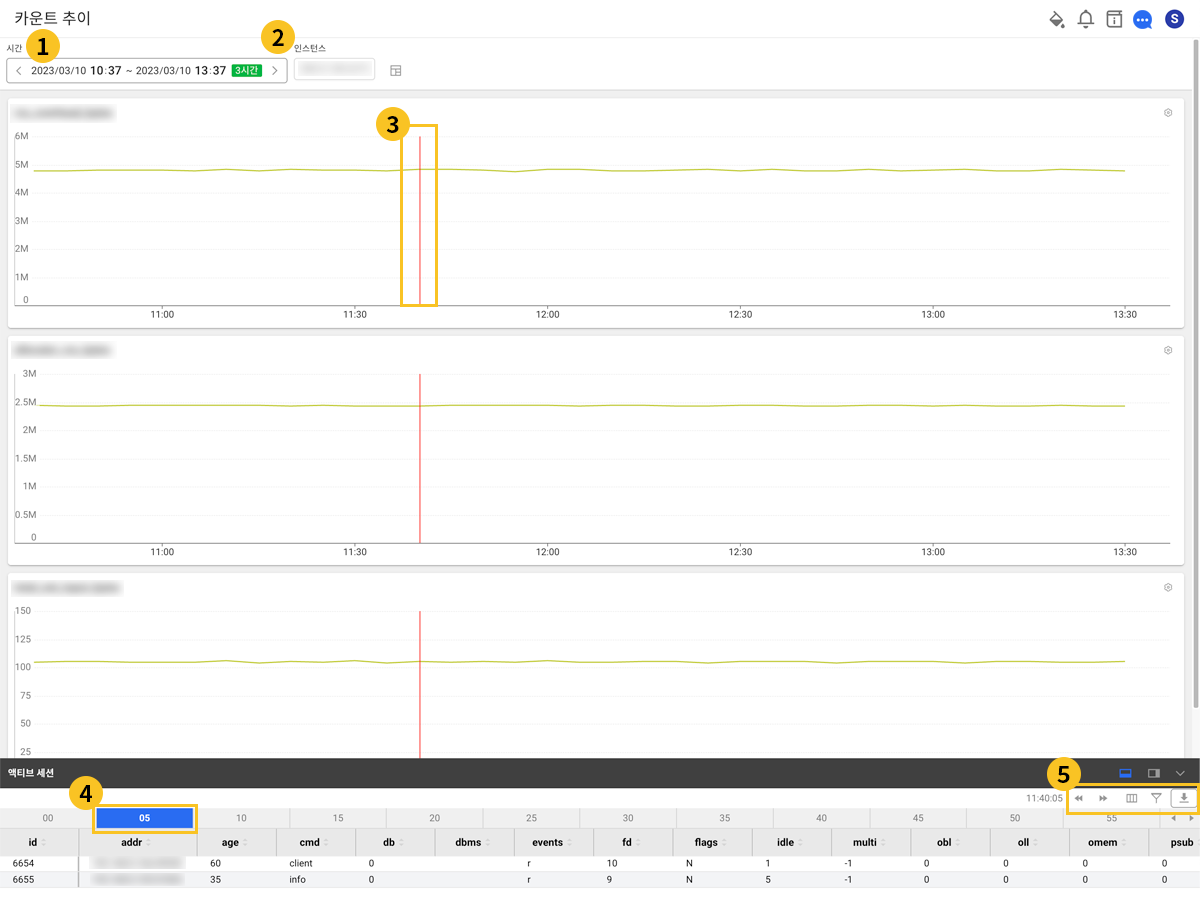 카운트 추이
S
시간
1
2
인스턴스
2023/03/10 10:37 ~ 2023/03/10 13:37 3시간
3
6M
5M
4M
3M
2M
1M
0
11:00 11:30 12:00 12:30 13:00 13:30
3M
2.5M
2M
1.5M
1M
0.5M
0
11:00 11:30 12:00 12:30 13:00 13:30
150
125
100
75
50
25
액티브 세션
5
4
11:40:05
00 05 10 15 20 25 30 35 40 45 50 55
id addr age cmd db dbms events fd flags idle multi obl oll omem psub
6654 60 client 0 r 10 N 1 -1 0 0 0 0
6655 35 info 0 r 9 N 5 -1 0 0 0 0